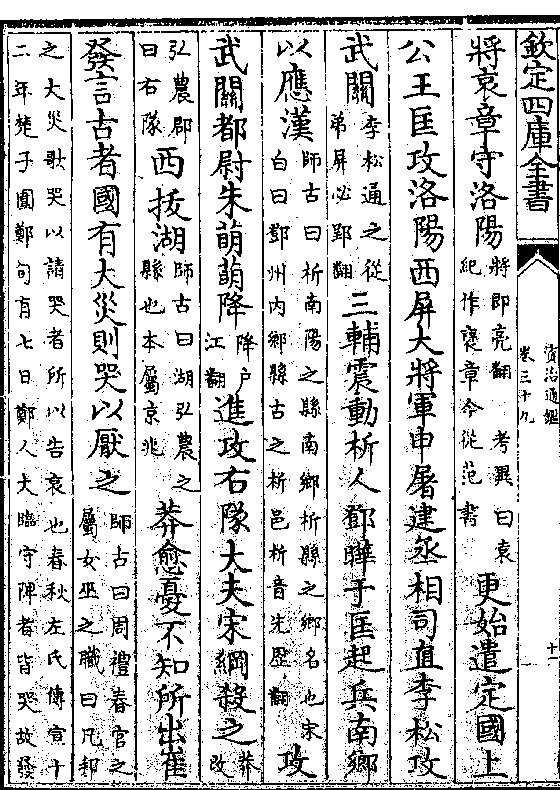 欽定四庫全書
資治通鑑
卷三十九
十一
將哀章守洛陽將即亮翻考異曰袁紀作襃章今從范書更始遣定國上
公王匡攻洛陽西屏大將軍申屠建丞相司直李松攻
武關李松通之從弟屏必郢翻三輔震動析人鄧曄于匡起兵南鄉
以應漢師古曰析南陽之縣南鄉析縣之鄉名也宋白曰鄧州内鄉縣古之析邑析音先歴翻攻
武關都尉朱萌萌降降户江翻進攻右隊大夫宋綱殺之莽改
弘農郡曰右隊西拔湖師古曰湖弘農之縣也本屬京兆莽愈憂不知所出崔
發言古者國有大災則哭以厭之師古曰周禮春官之屬女巫之職曰凡邦
之大災歌哭以請哭者所以告哀也春秋左氏傳宣十二年楚子圍鄭旬有七日鄭人大臨守陴者皆哭故發